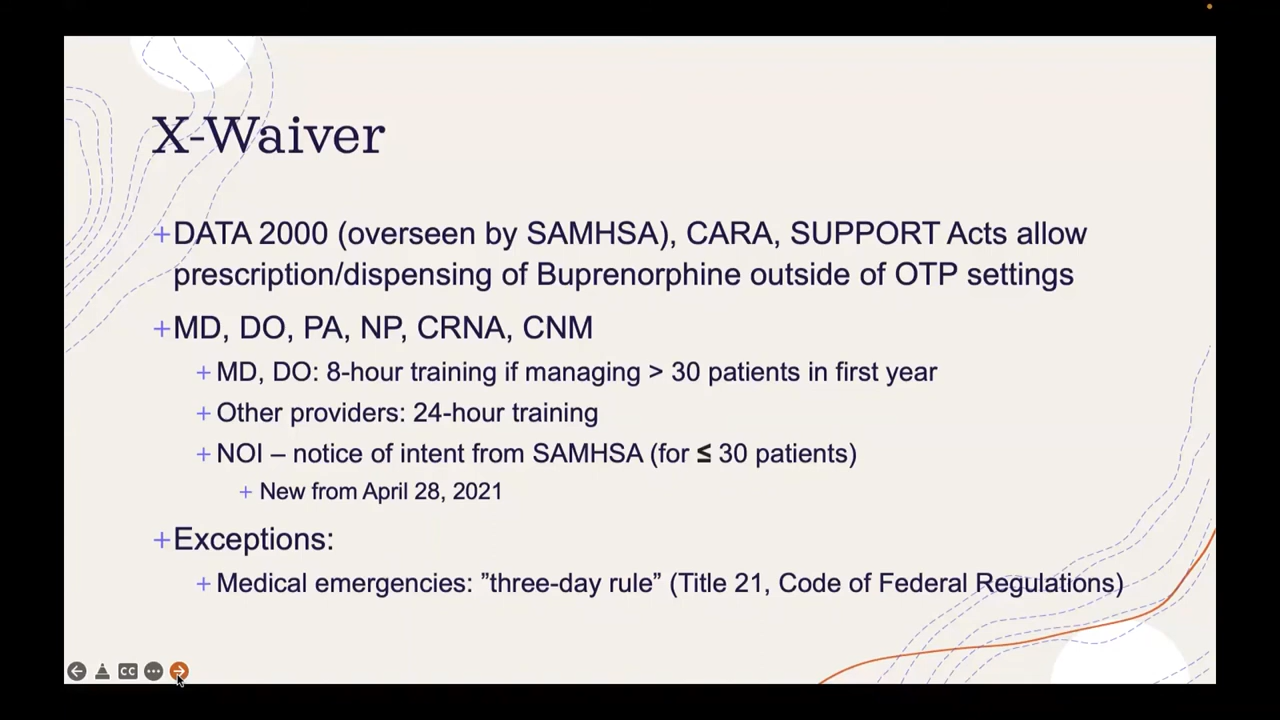 X-Waiver
+DATA 2000 (overseen by SAMHSA), CARA, SUPPORT Acts allow
prescription/dispensing of Buprenorphine outside of OTP settings
+MD, DO, PA, NP, CRNA, CNM
+MD, DO: 8-hour training if managing > 30 patients in first year
+Other providers: 24-hour training
+NOI – notice of intent from SAMHSA (for ≤ 30 patients)
+New from April 28, 2021
+Exceptions:
+Medical emergencies: ”three-day rule” (Title 21, Code of Federal Regulations)
CC